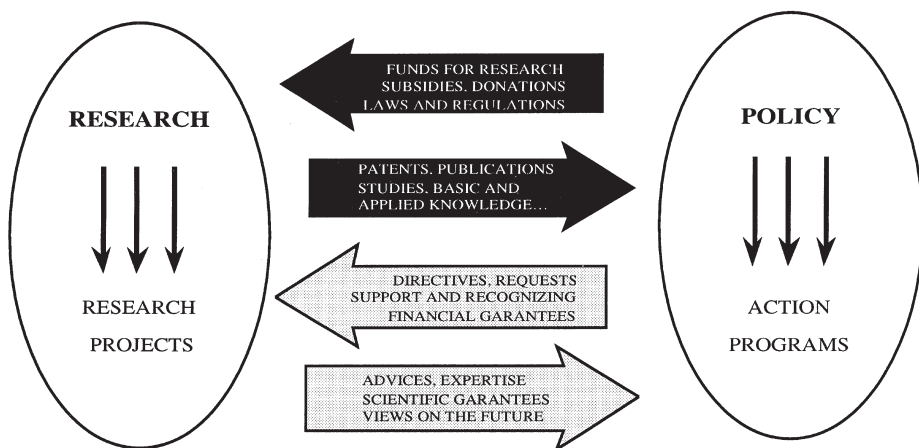 RESEARCH
RESEARCH
PROJECTS
FUNDS FOR RESEARCH
SUBSIDIES, DONATIONS
LAWS AND REGULATIONS
PATENTS, PUBLICATIONS
STUDIES, BASIC AND
APPLIED KNOWLEDGE...
DIRECTIVES, REQUESTS
SUPPORT AND RECOGNIZING
FINANCIAL GARANTEES
ADVICES, EXPERTISE
SCIENTIFIC GARANTEES
VIEWS ON THE FUTURE
POLICY
ACTION
PROGRAMS